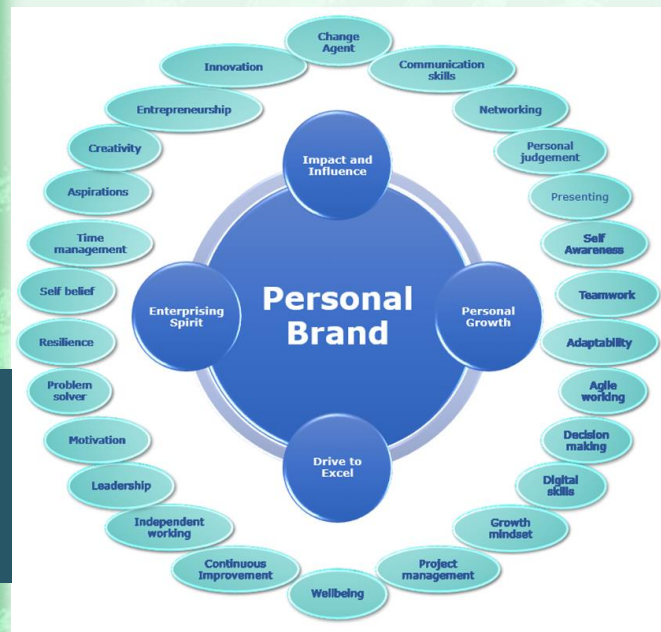 Change
Agent
Communication
skills
Networking
Personal
judgement
Presenting
Self
Awareness
Teamwork
Adaptability
Agile
working
Decision
making
Digital
skills
Growth
mindset
Project
management
Wellbeing
Continuous
Improvement
Independent
working
Leadership
Motivation
Problem
solver
Resilience
Self belief
Time
management
Aspirations
Creativity
Entrepreneurship
Innovation
Impact and
Influence
Enterprising
Spirit
Personal
Brand
Personal
Growth
Drive to
Excel